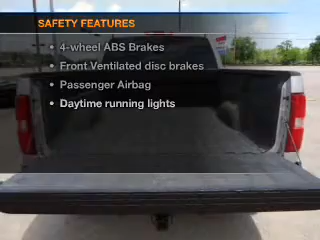 SAFETY FEATURES
• 4-wheel ABS Brakes
• Front Ventilated disc brakes
• Passenger Airbag
• Daytime running lights